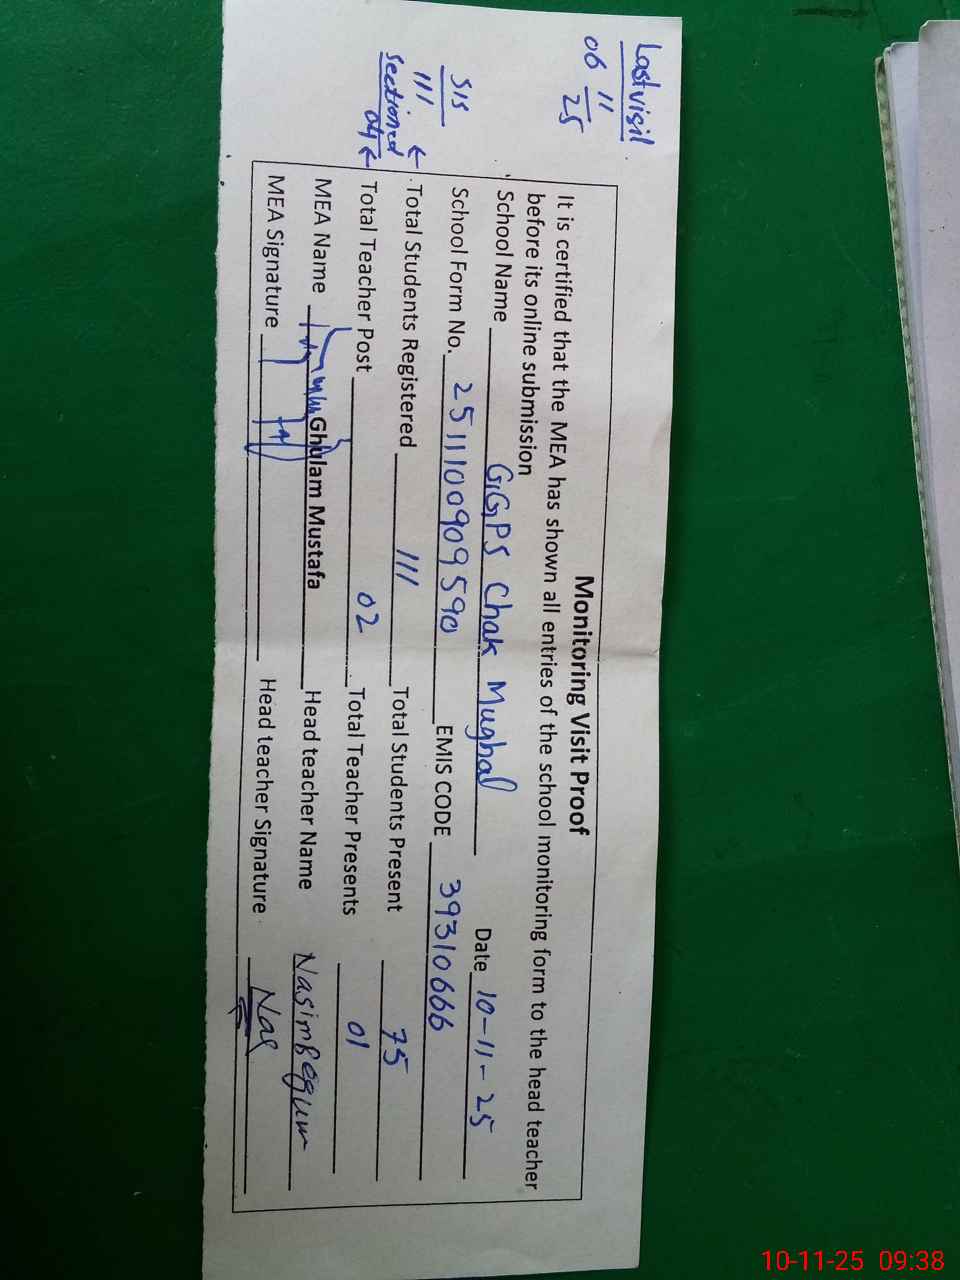 Last visit
06
11
25
SIS
111 ←
Sectioned
04 ←
Monitoring Visit Proof
It is certified that the MEA has shown all entries of the school monitoring form to the head teacher
before its online submission
School Name GGPS Chak Mughal Date 10-11-25
School Form No. 2511100909590 EMIS CODE 39310666
Total Students Registered 111 Total Students Present 75
Total Teacher Post 02 Total Teacher Presents 01
MEA Name Ghulam Mustafa Head teacher Name Nasim Begum
MEA Signature Head teacher Signature Nas
10-11-25 09:38